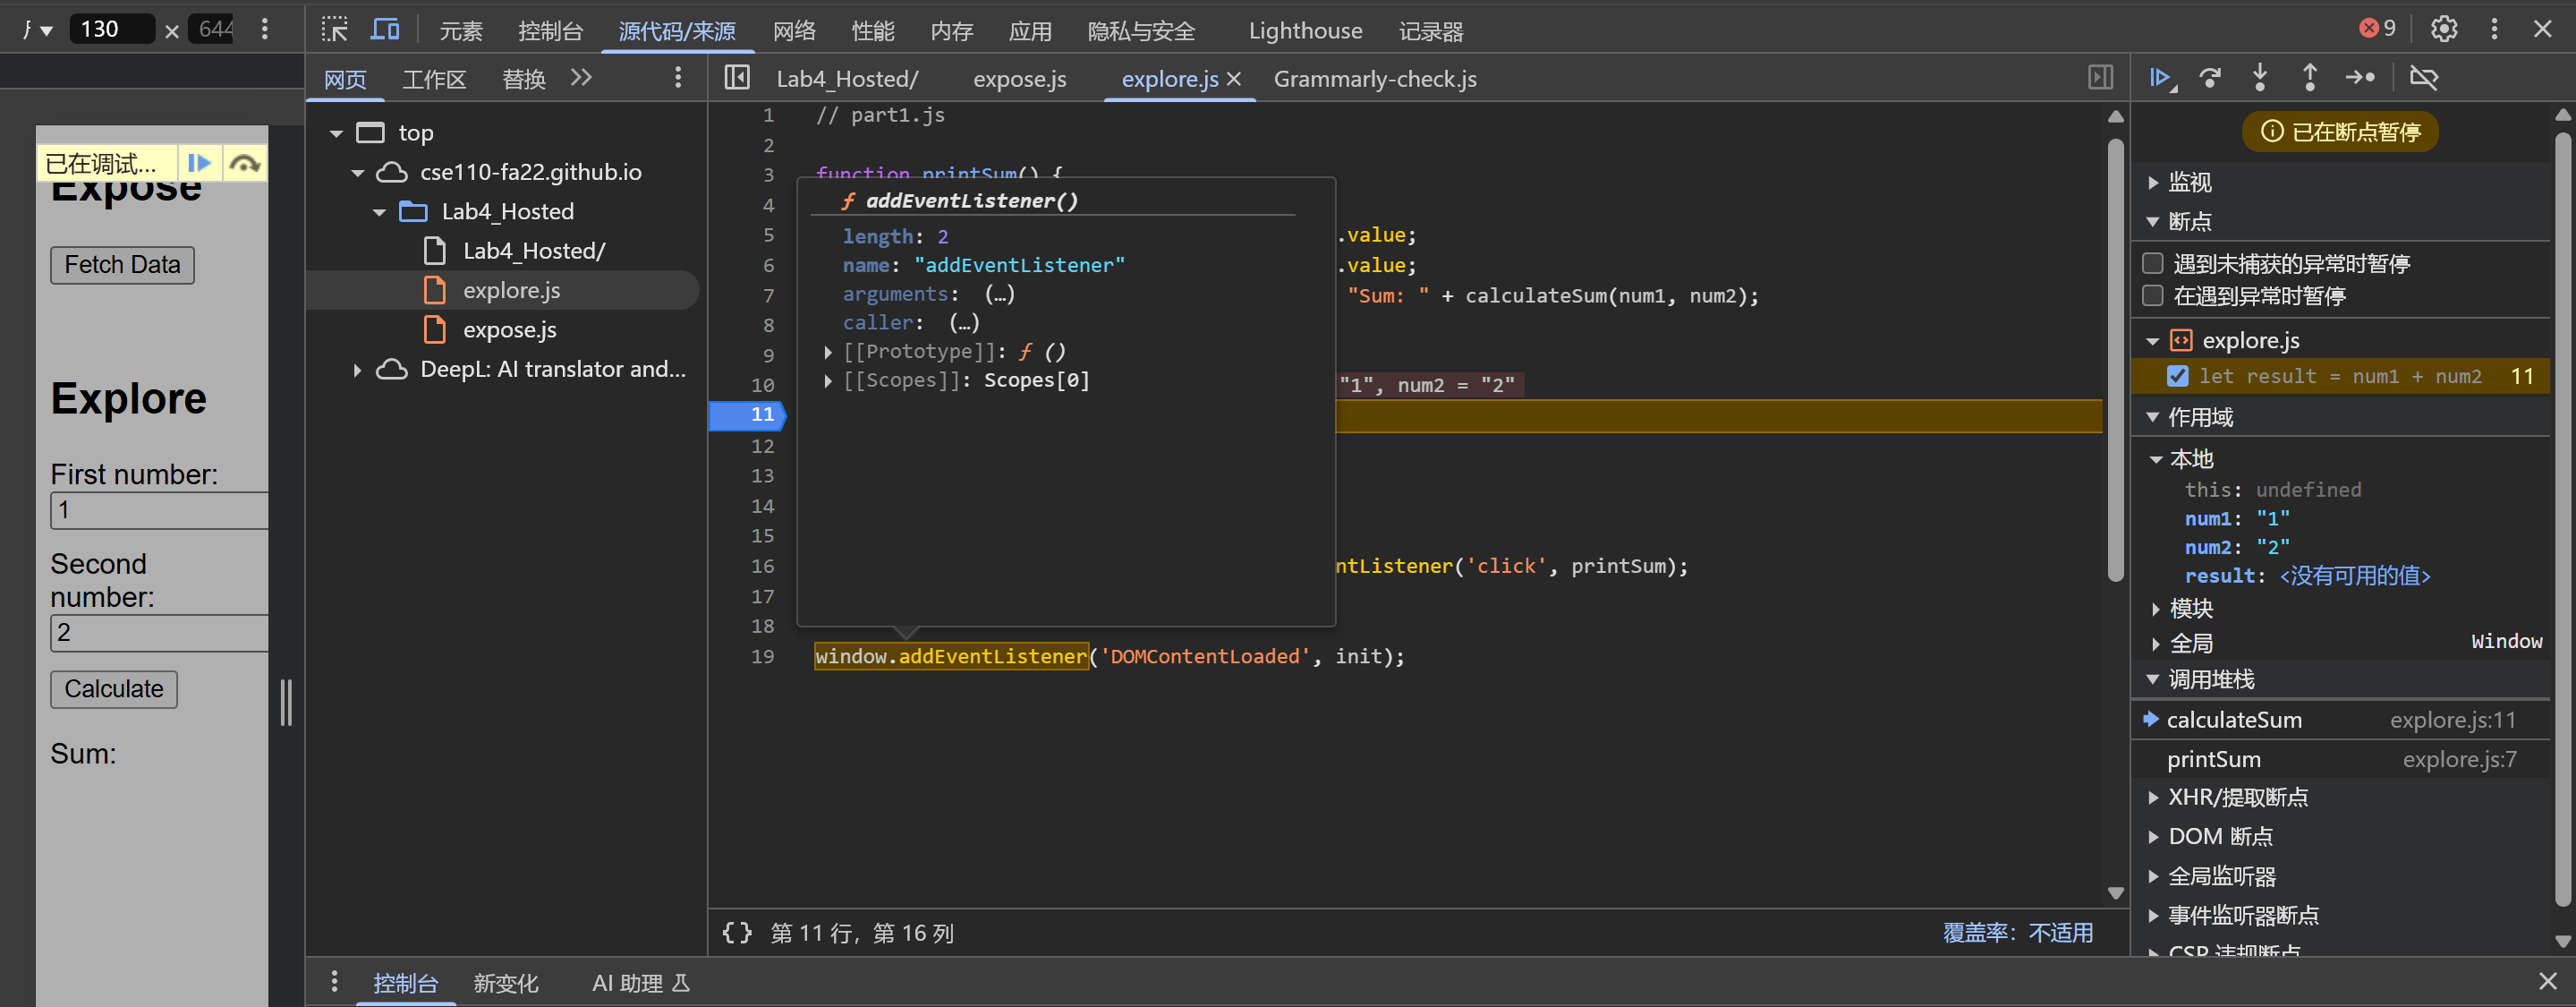 130 × 644
元素 控制台 源代码/来源 网络 性能 内存 应用 隐私与安全 Lighthouse 记录器 9
网页 工作区 替换
Lab4_Hosted/ expose.js explore.js Grammarly-check.js
已在调试...
Expose
Fetch Data
Explore
First number:
1
Second
number:
2
Calculate
Sum:
top
cse110-fa22.github.io
Lab4_Hosted
Lab4_Hosted/
explore.js
expose.js
DeepL: AI translator and...
1 // part1.js
2
3 function printSum() {
4
5 .value;
6 .value;
7 "Sum: " + calculateSum(num1, num2);
8
9
10 "1", num2 = "2"
11
12
13
14
15
16 ntListener('click', printSum);
17
18
19 window.addEventListener('DOMContentLoaded', init);
f addEventListener()
length: 2
name: "addEventListener"
arguments: (…)
caller: (…)
[[Prototype]]: f ()
[[Scopes]]: Scopes[0]
{} 第 11 行，第 16 列
覆盖率：不适用
已在断点暂停
监视
断点
遇到未捕获的异常时暂停
在遇到异常时暂停
explore.js
let result = num1 + num2 11
作用域
本地
this: undefined
num1: "1"
num2: "2"
result: <没有可用的值>
模块
全局 Window
调用堆栈
calculateSum explore.js:11
printSum explore.js:7
XHR/提取断点
DOM 断点
全局监听器
事件监听器断点
CSP 违规断点
控制台 新变化 AI 助理